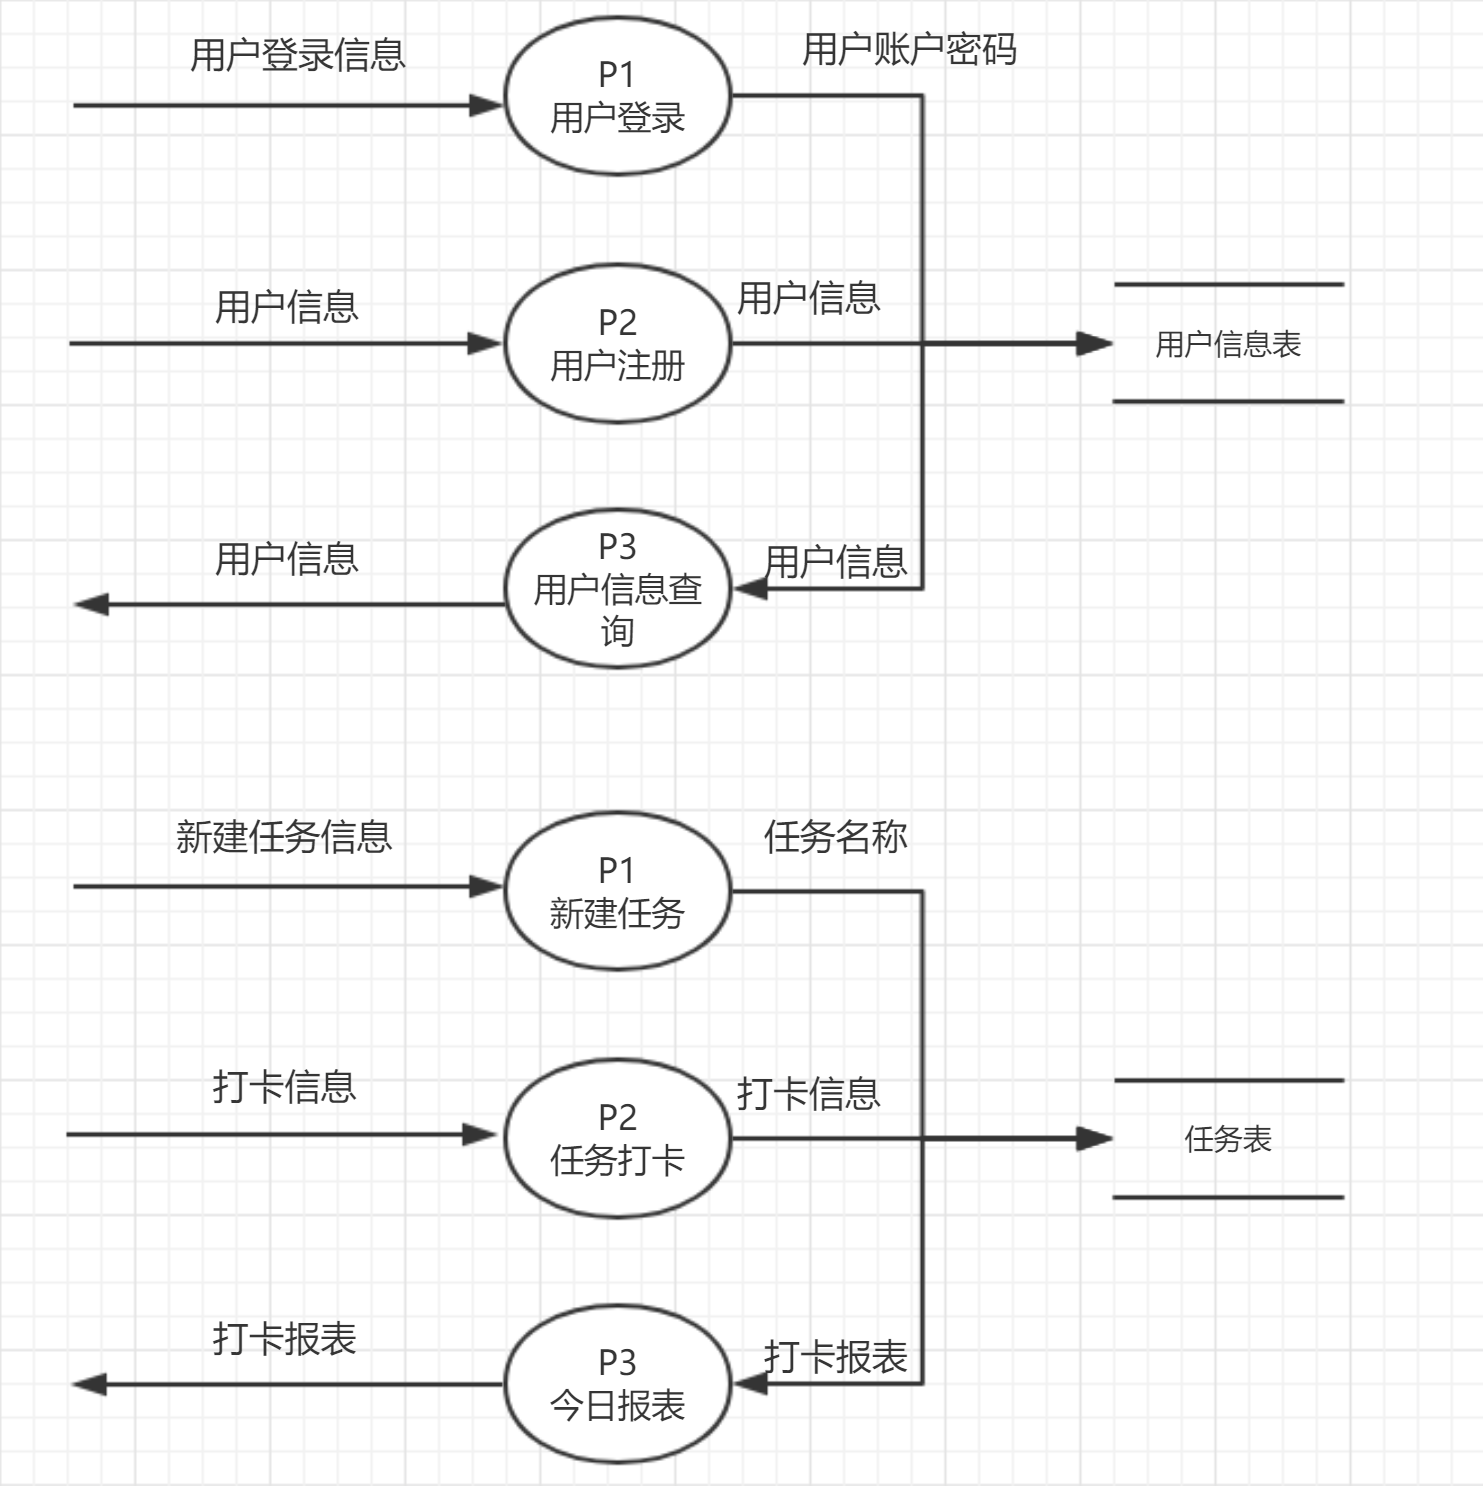 用户登录信息
P1
用户登录
用户账户密码
用户信息
P2
用户注册
用户信息
用户信息表
用户信息
P3
用户信息查
询
用户信息
新建任务信息
P1
新建任务
任务名称
打卡信息
P2
任务打卡
打卡信息
任务表
打卡报表
P3
今日报表
打卡报表